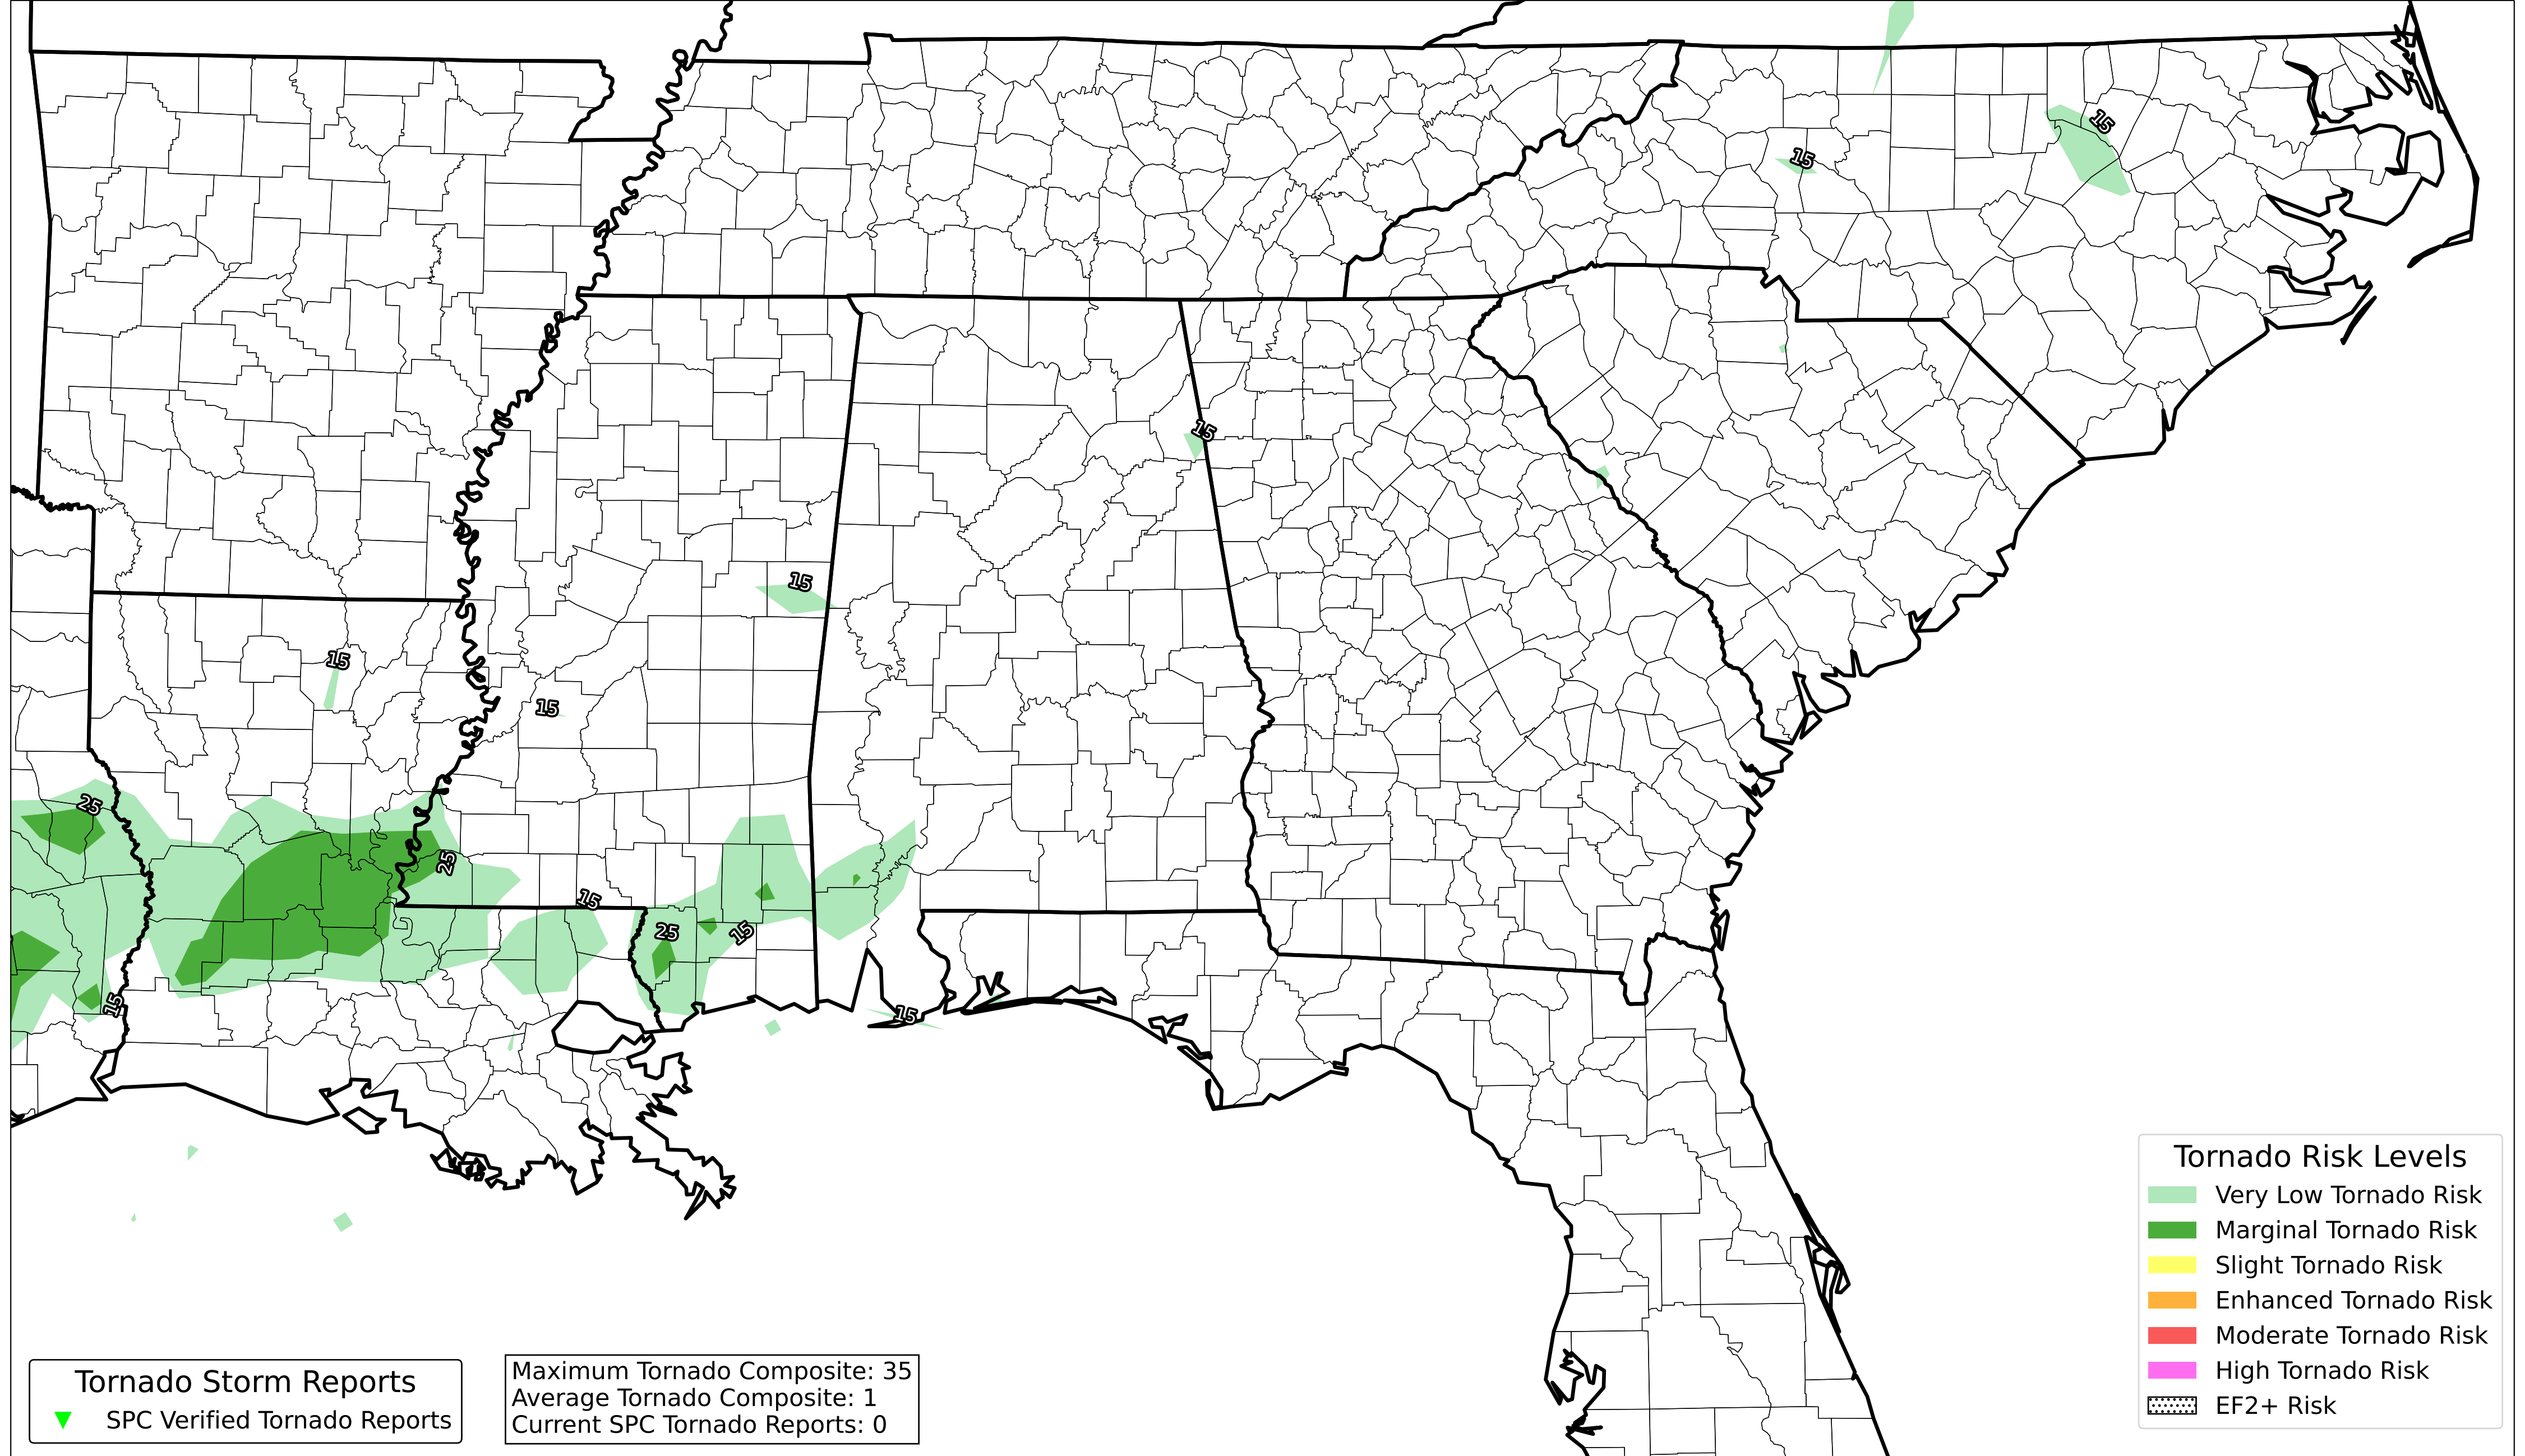 15
15
15
15
15
15
25
25
15
25
15
15
15
Tornado Risk Levels
Very Low Tornado Risk
Marginal Tornado Risk
Slight Tornado Risk
Enhanced Tornado Risk
Moderate Tornado Risk
High Tornado Risk
EF2+ Risk
Tornado Storm Reports
SPC Verified Tornado Reports
Maximum Tornado Composite: 35
Average Tornado Composite: 1
Current SPC Tornado Reports: 0